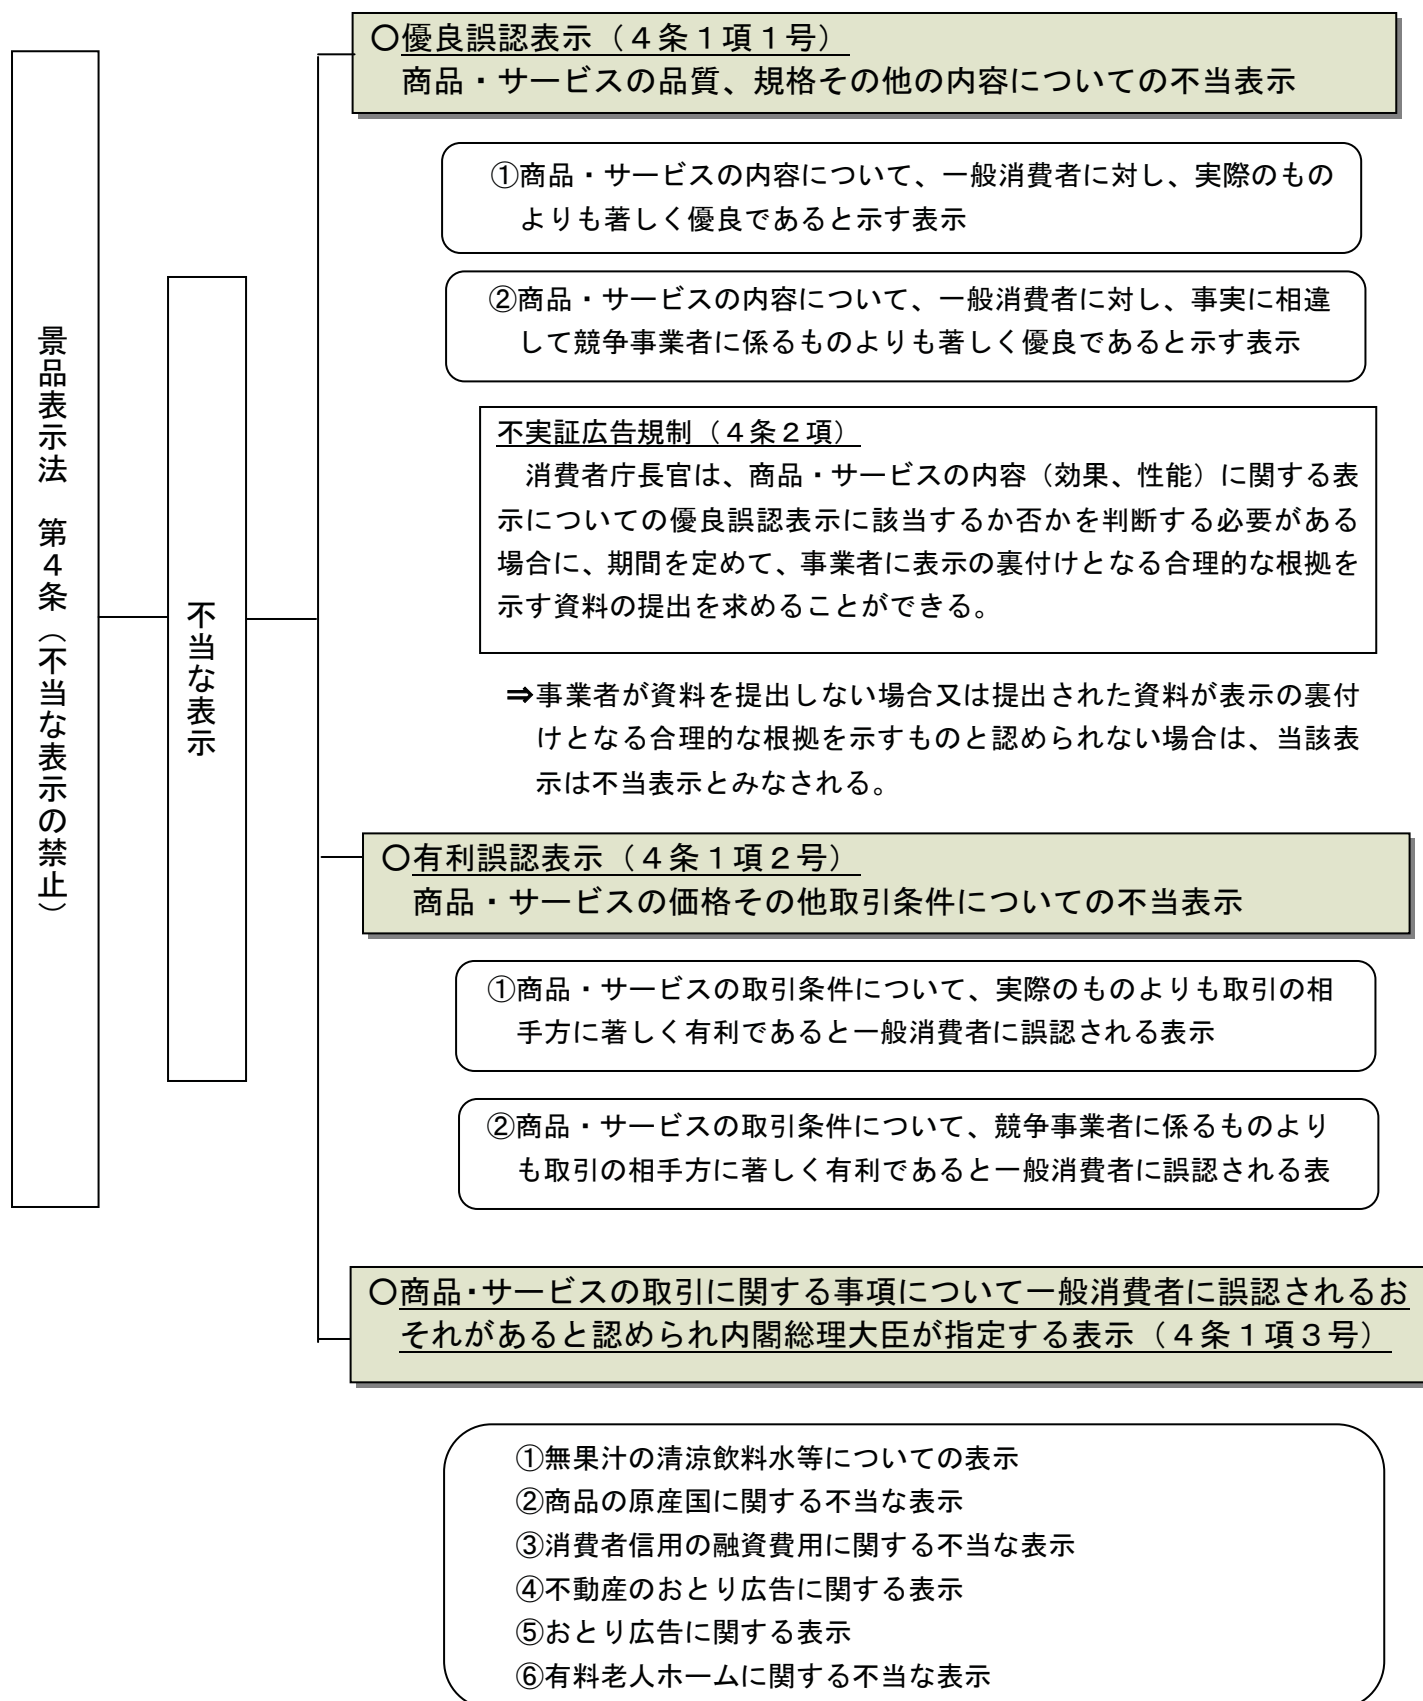 景品表示法　第４条（不当な表示の禁止）
不当な表示
○優良誤認表示（４条１項１号）
商品・サービスの品質、規格その他の内容についての不当表示
①商品・サービスの内容について、一般消費者に対し、実際のもの
よりも著しく優良であると示す表示
②商品・サービスの内容について、一般消費者に対し、事実に相違
して競争事業者に係るものよりも著しく優良であると示す表示
不実証広告規制（４条２項）
消費者庁長官は、商品・サービスの内容（効果、性能）に関する表
示についての優良誤認表示に該当するか否かを判断する必要がある
場合に、期間を定めて、事業者に表示の裏付けとなる合理的な根拠を
示す資料の提出を求めることができる。
⇒事業者が資料を提出しない場合又は提出された資料が表示の裏付
けとなる合理的な根拠を示すものと認められない場合は、当該表
示は不当表示とみなされる。
○有利誤認表示（４条１項２号）
商品・サービスの価格その他取引条件についての不当表示
①商品・サービスの取引条件について、実際のものよりも取引の相
手方に著しく有利であると一般消費者に誤認される表示
②商品・サービスの取引条件について、競争事業者に係るものより
も取引の相手方に著しく有利であると一般消費者に誤認される表
○商品・サービスの取引に関する事項について一般消費者に誤認されるお
それがあると認められ内閣総理大臣が指定する表示（４条１項３号）
①無果汁の清涼飲料水等についての表示
②商品の原産国に関する不当な表示
③消費者信用の融資費用に関する不当な表示
④不動産のおとり広告に関する表示
⑤おとり広告に関する表示
⑥有料老人ホームに関する不当な表示